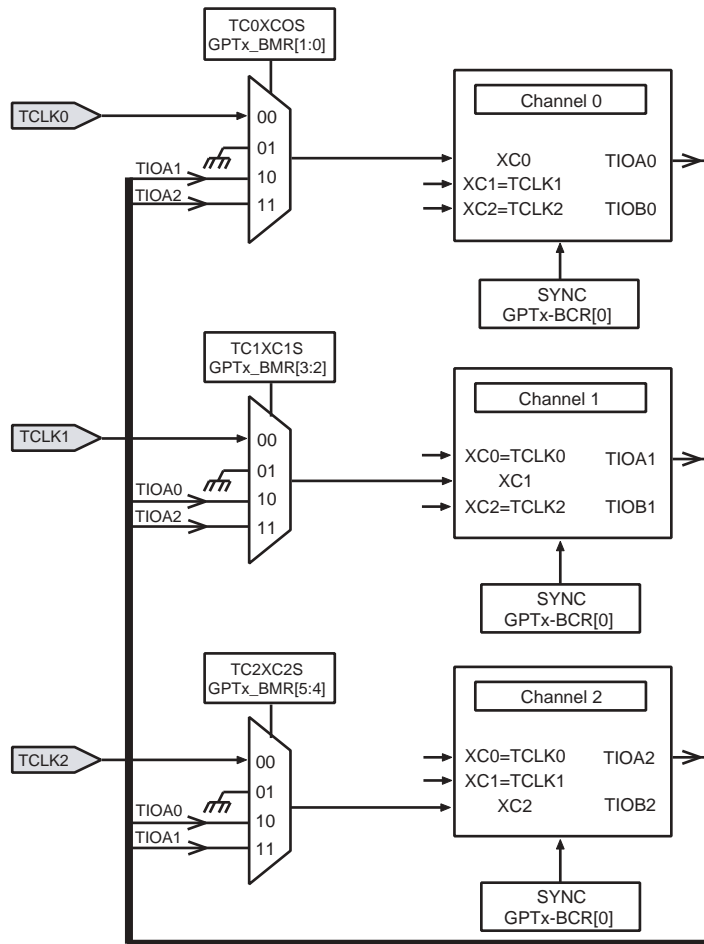 TC0XCOS
GPTx_BMR[1:0]
TCLK0
00
01
10
11
TIOA1
TIOA2
Channel 0
XC0
TIOA0
XC1=TCLK1
XC2=TCLK2
TIOB0
SYNC
GPTx-BCR[0]
TC1XC1S
GPTx_BMR[3:2]
TCLK1
00
01
10
11
TIOA0
TIOA2
Channel 1
XC0=TCLK0
TIOA1
XC1
XC2=TCLK2
TIOB1
SYNC
GPTx-BCR[0]
TC2XC2S
GPTx_BMR[5:4]
TCLK2
00
01
10
11
TIOA0
TIOA1
Channel 2
XC0=TCLK0
TIOA2
XC1=TCLK1
XC2
TIOB2
SYNC
GPTx-BCR[0]